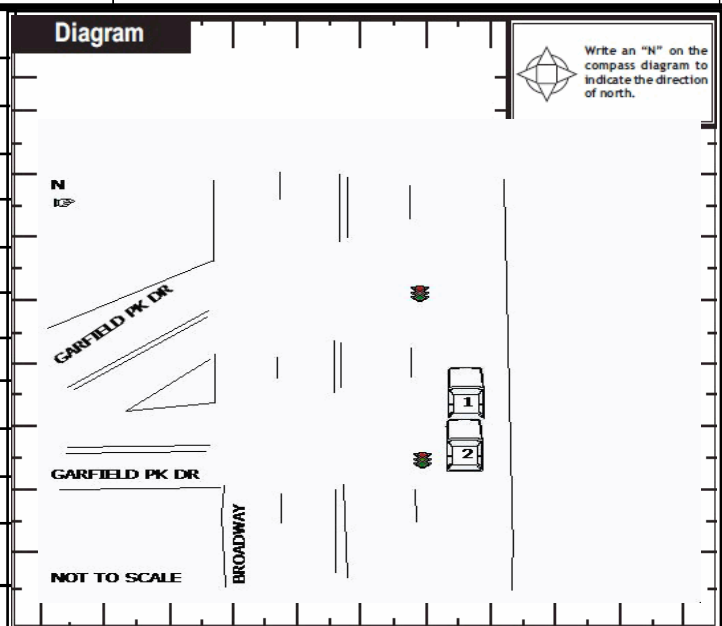 Diagram
Write an “N” on the
compass diagram to
indicate the direction
of north.
N
GARFIELD PK DR
1
2
GARFIELD PK DR
BROADWAY
NOT TO SCALE